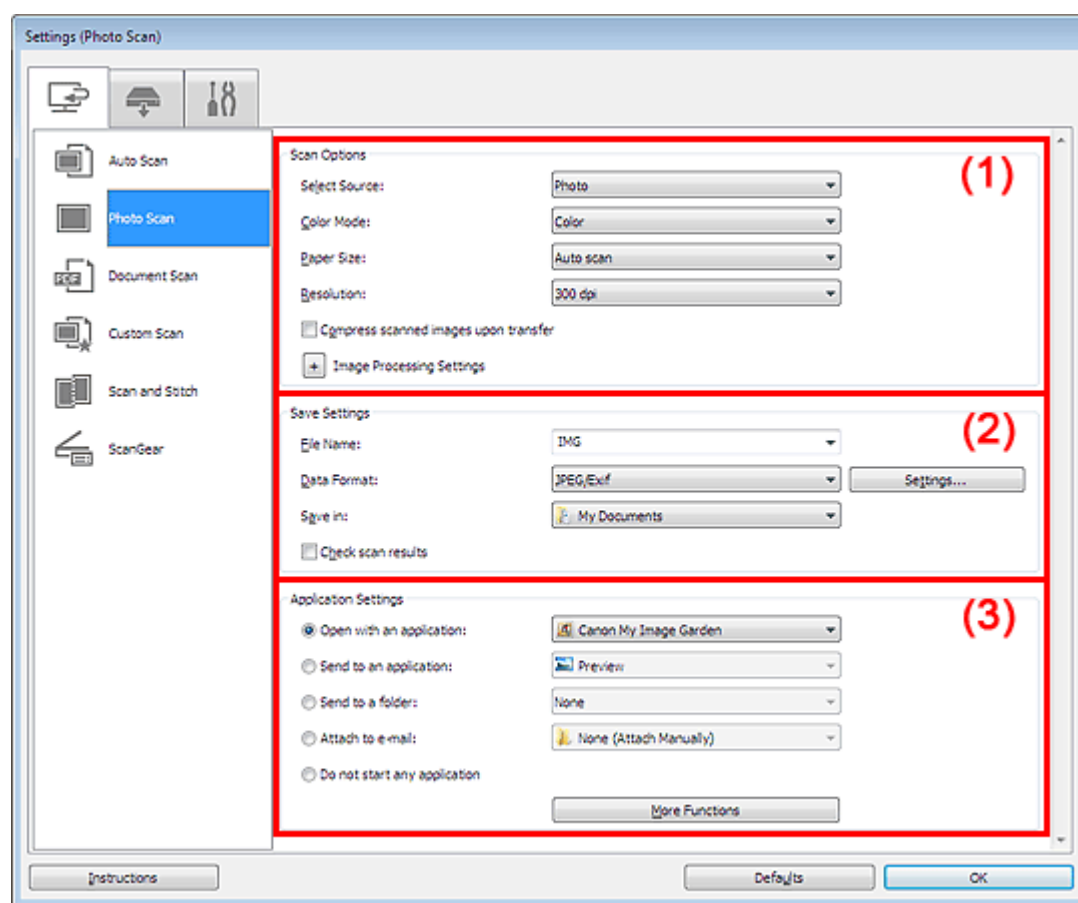 Settings (Photo Scan)
Auto Scan
Photo Scan
Document Scan
Custom Scan
Scan and Stitch
ScanGear
Scan Options
(1)
Select Source: Photo
Color Mode: Color
Paper Size: Auto scan
Resolution: 300 dpi
Compress scanned images upon transfer
+ Image Processing Settings
Save Settings
(2)
File Name: IMG
Data Format: JPEG/Exif Settings...
Save in: My Documents
Check scan results
Application Settings
(3)
Open with an application: Canon My Image Garden
Send to an application: Preview
Send to a folder: None
Attach to e-mail: None (Attach Manually)
Do not start any application
More Functions
Instructions Defaults OK